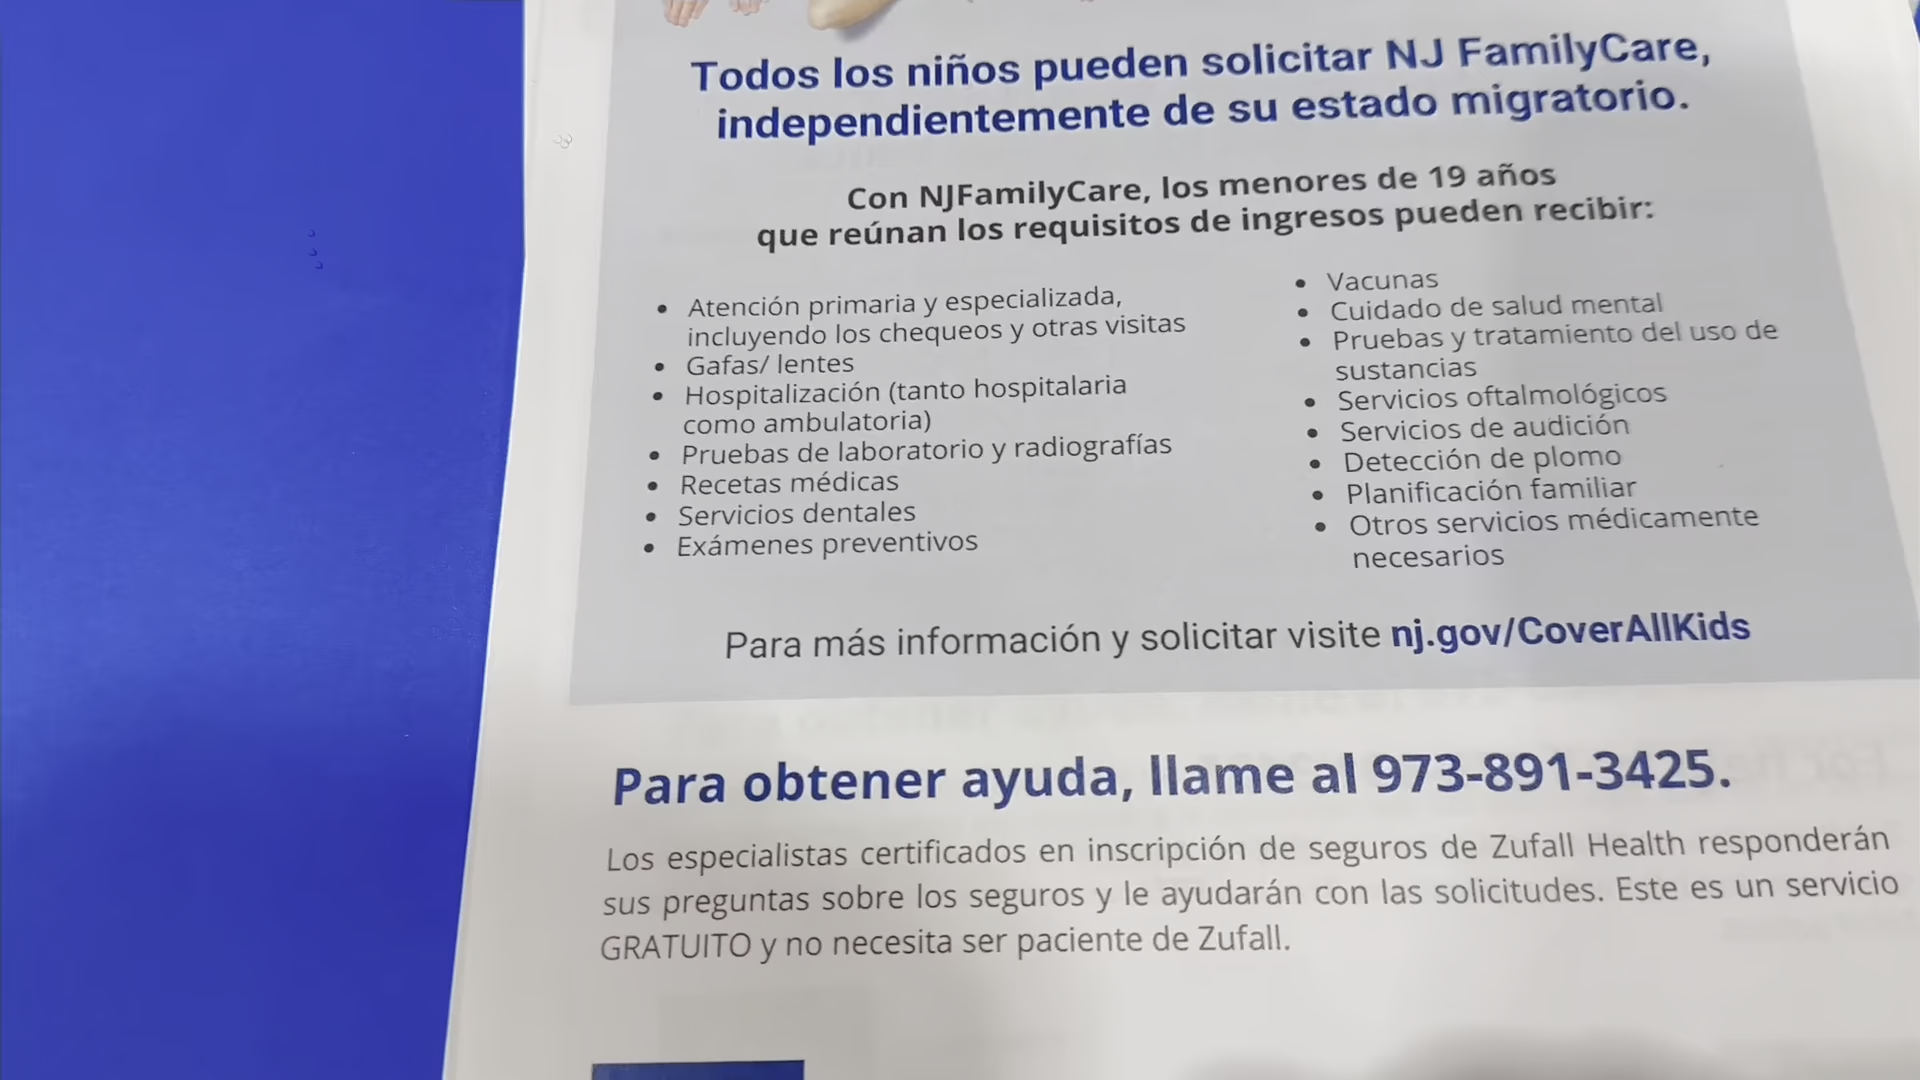 Todos los niños pueden solicitar NJ FamilyCare,
independientemente de su estado migratorio.
Con NJFamilyCare, los menores de 19 años
que reúnan los requisitos de ingresos pueden recibir:
• Atención primaria y especializada,
incluyendo los chequeos y otras visitas
• Gafas/ lentes
• Hospitalización (tanto hospitalaria
como ambulatoria)
• Pruebas de laboratorio y radiografías
• Recetas médicas
• Servicios dentales
• Exámenes preventivos
• Vacunas
• Cuidado de salud mental
• Pruebas y tratamiento del uso de
sustancias
• Servicios oftalmológicos
• Servicios de audición
• Detección de plomo
• Planificación familiar
• Otros servicios médicamente
necesarios
Para más información y solicitar visite nj.gov/CoverAllKids
Para obtener ayuda, llame al 973-891-3425.
Los especialistas certificados en inscripción de seguros de Zufall Health responderán
sus preguntas sobre los seguros y le ayudarán con las solicitudes. Este es un servicio
GRATUITO y no necesita ser paciente de Zufall.